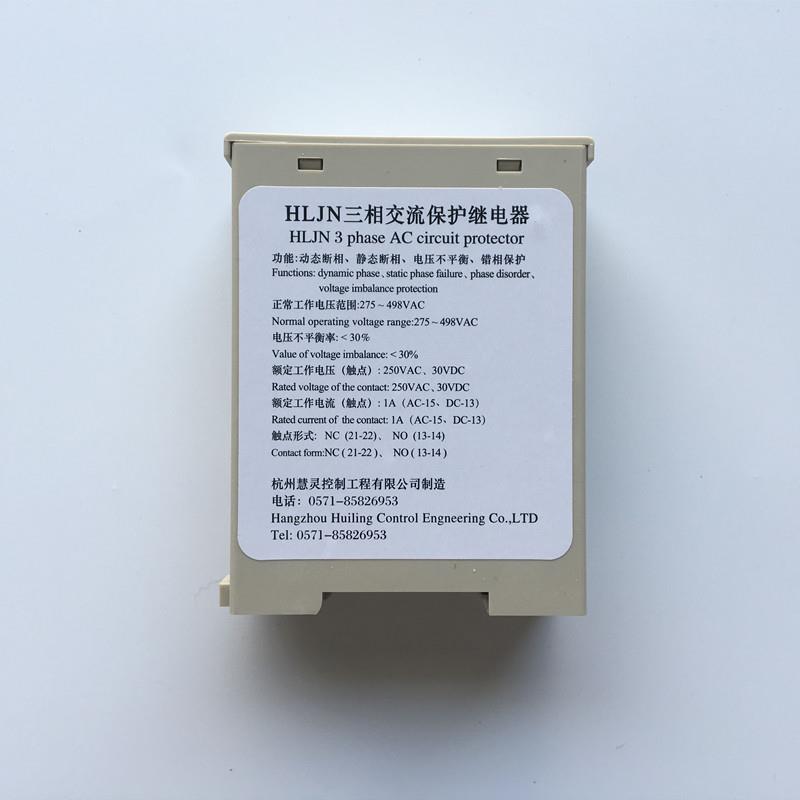 HLJN三相交流保护继电器
HLJN 3 phase AC circuit protector
功能:动态断相、静态断相、电压不平衡、错相保护
Functions: dynamic phase、static phase failure、phase disorder、
voltage imbalance protection
正常工作电压范围:275~498VAC
Normal operating voltage range:275~498VAC
电压不平衡率:<30%
Value of voltage imbalance:<30%
额定工作电压（触点）: 250VAC、30VDC
Rated voltage of the contact: 250VAC、30VDC
额定工作电流（触点）: 1A（AC-15、DC-13）
Rated current of the contact: 1A（AC-15、DC-13）
触点形式: NC (21-22)、 NO (13-14)
Contact form:NC ( 21-22 )、 NO ( 13-14 )
杭州慧灵控制工程有限公司制造
电话: 0571-85826953
Hangzhou Huiling Control Engneering Co.,LTD
Tel: 0571-85826953